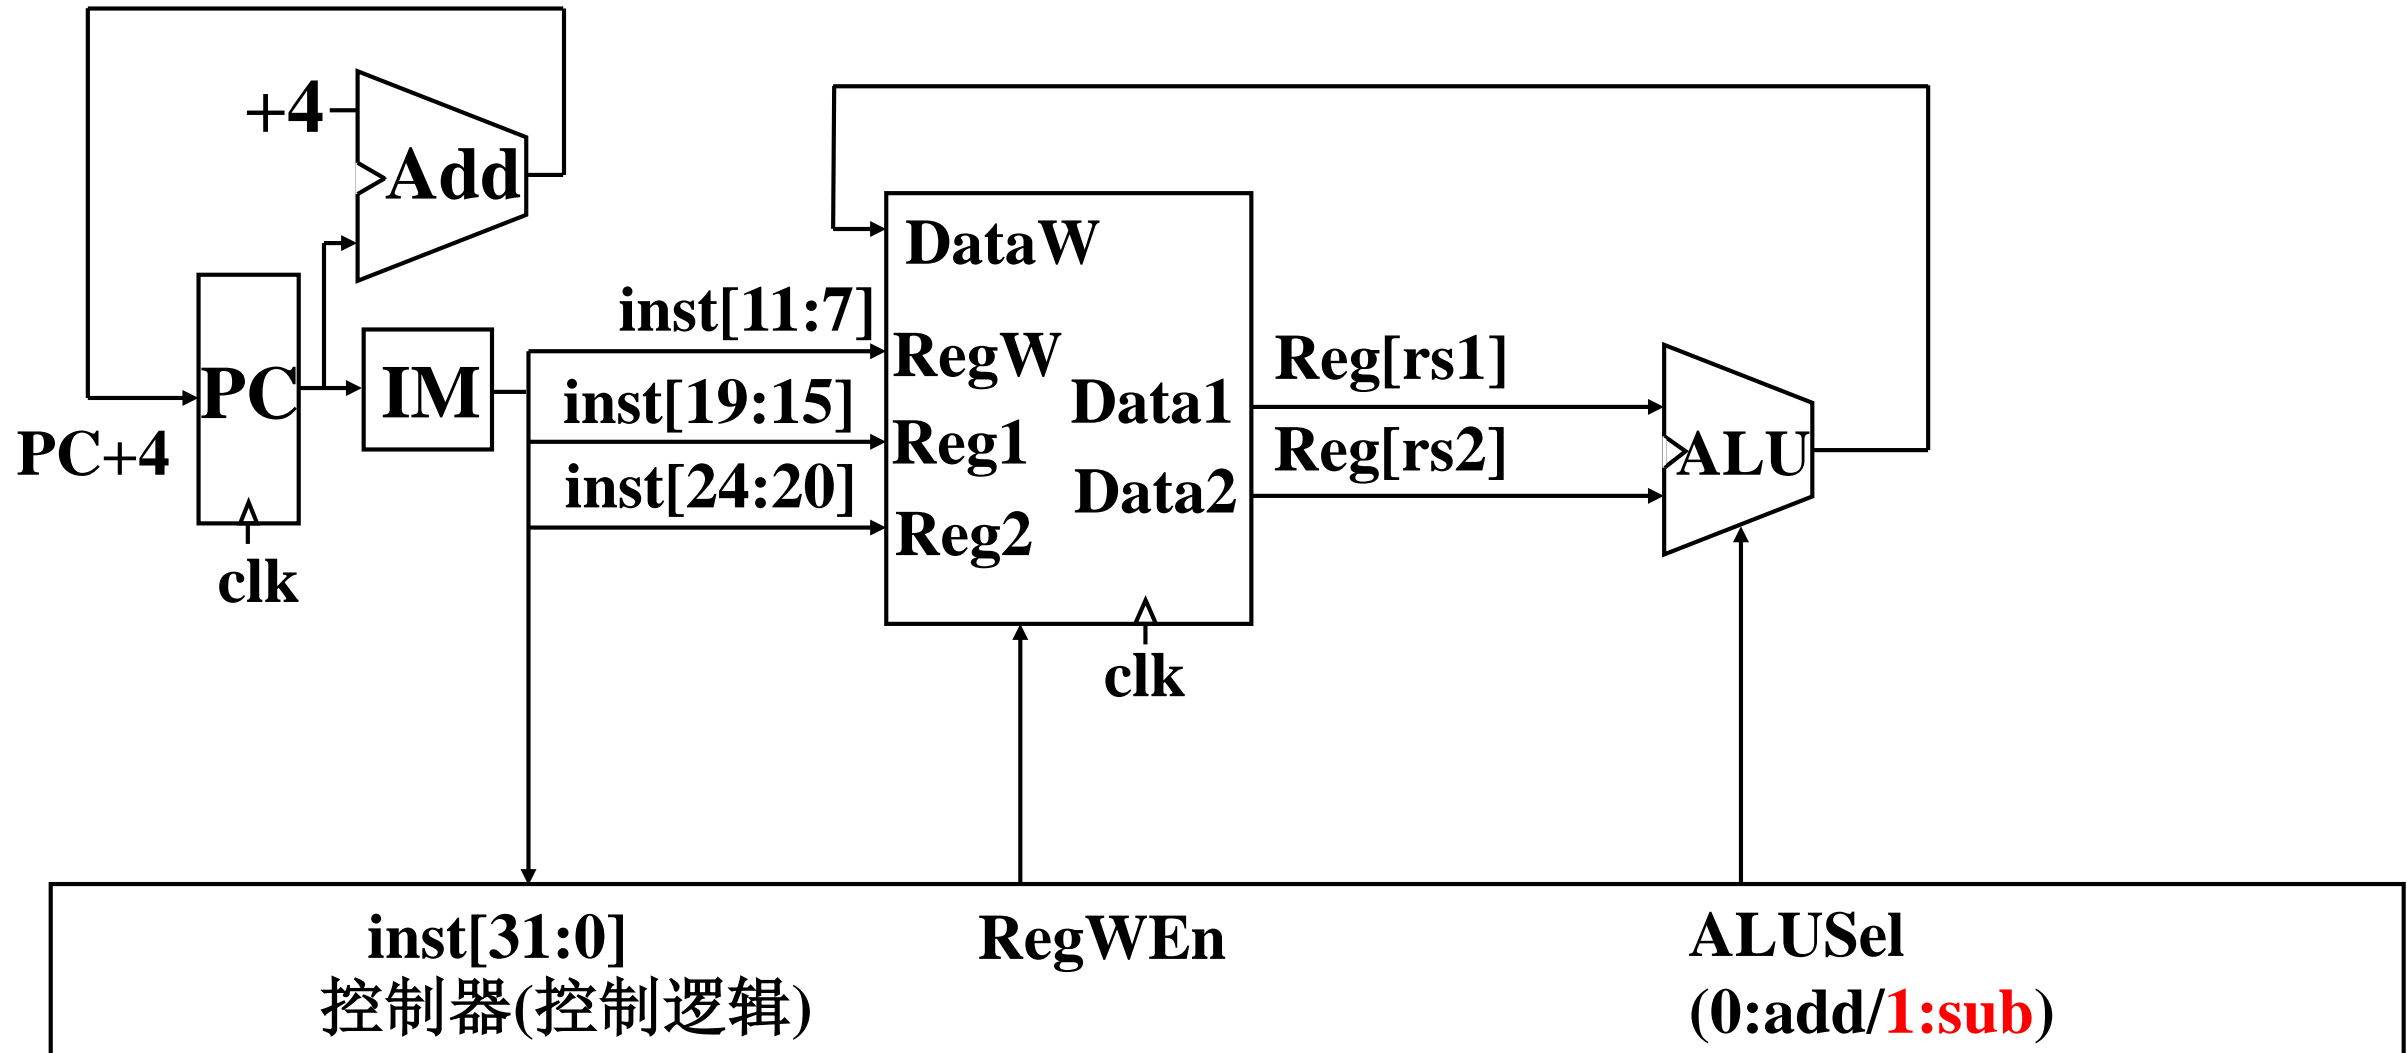 +4
Add
DataW
inst[11:7]
RegW
Reg[rs1]
PC
IM
inst[19:15]
Data1
Reg1
Reg[rs2]
ALU
PC+4
inst[24:20]
Data2
Reg2
clk
clk
inst[31:0]
RegWEn
ALUSel
控制器(控制逻辑)
(0:add/1:sub)